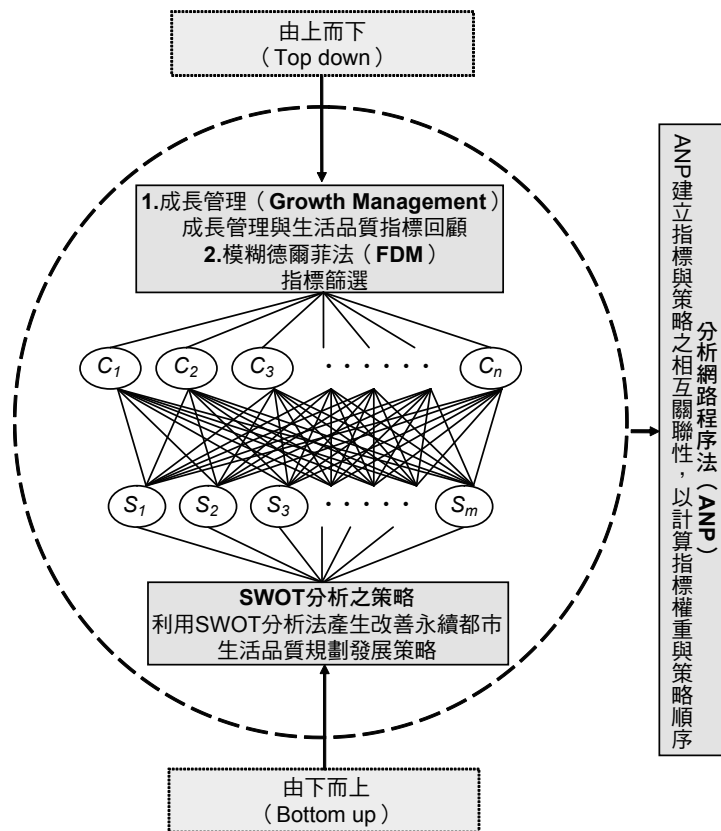 由上而下
（Top down）
1.成長管理（Growth Management）
成長管理與生活品質指標回顧
2.模糊德爾菲法（FDM）
指標篩選
C1 C2 C3 · · · · · · Cn
S1 S2 S3 · · · · · Sm
SWOT分析之策略
利用SWOT分析法產生改善永續都市
生活品質規劃發展策略
由下而上
（Bottom up）
分析網路程序法（ANP）
ANP建立指標與策略之相互關聯性，以計算指標權重與策略順序